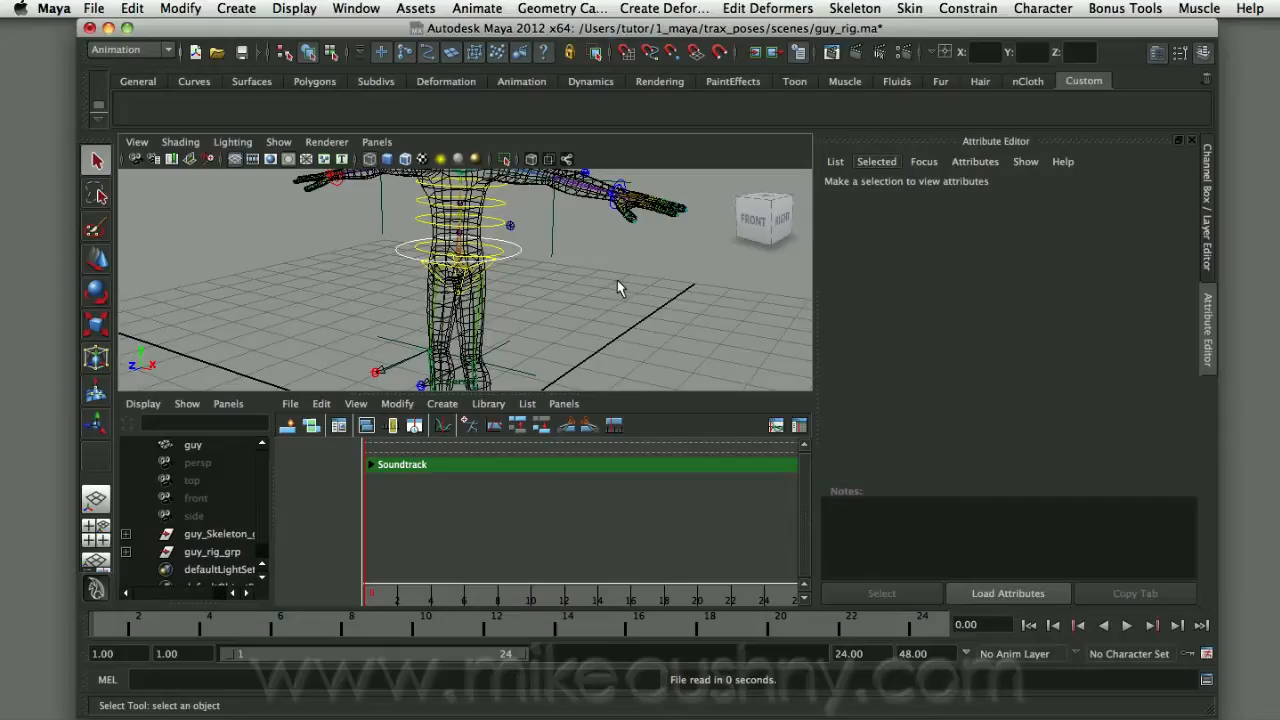 Maya File Edit Modify Create Display Window Assets Animate Geometry Ca... Create Defor... Edit Deformers Skeleton Skin Constrain Character Bonus Tools Muscle Help
Autodesk Maya 2012 x64: /Users/tutor/1_maya/trax_poses/scenes/guy_rig.ma*
Animation X: Y: Z:
General Curves Surfaces Polygons Subdivs Deformation Animation Dynamics Rendering PaintEffects Toon Muscle Fluids Fur Hair nCloth Custom
View Shading Lighting Show Renderer Panels
Attribute Editor
List Selected Focus Attributes Show Help
Make a selection to view attributes
FRONT RIGHT
Channel Box / Layer Editor
Attribute Editor
y
z x
Display Show Panels
File Edit View Modify Create Library List Panels
guy
persp
top
front
side
guy_Skeleton_g
guy_rig_grp
defaultLightSet
Soundtrack
Notes:
0 2 4 6 8 10 12 14 16 18 20 22 24
Select Load Attributes Copy Tab
2 4 6 8 10 12 14 16 18 20 22 24 0.00
1.00 1.00 1 24 24.00 48.00 No Anim Layer No Character Set
www.mikeaushny.com
MEL File read in 0 seconds.
Select Tool: select an object